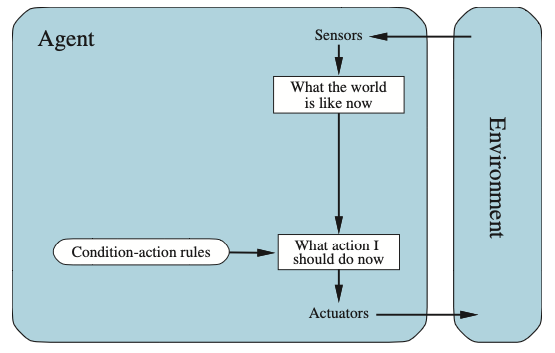 Agent
Sensors
What the world
is like now
Environment
Condition-action rules
What action I
should do now
Actuators